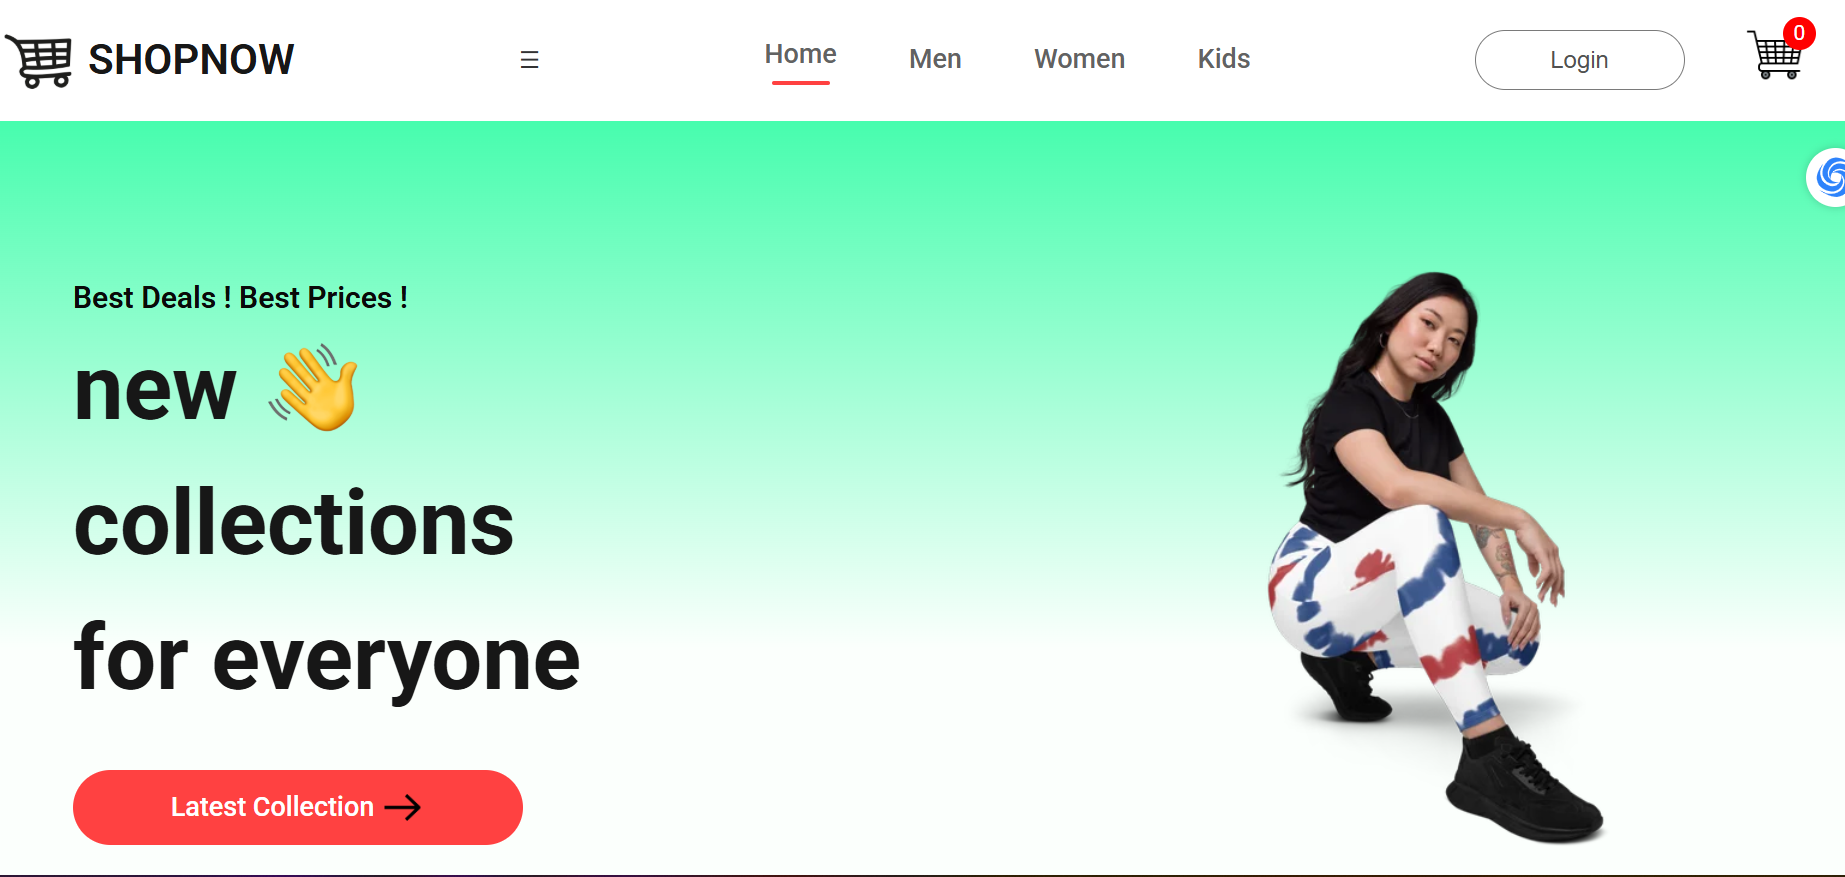 SHOPNOW
Home Men Women Kids
Login
0
Best Deals ! Best Prices !
new 👋
collections
for everyone
Latest Collection